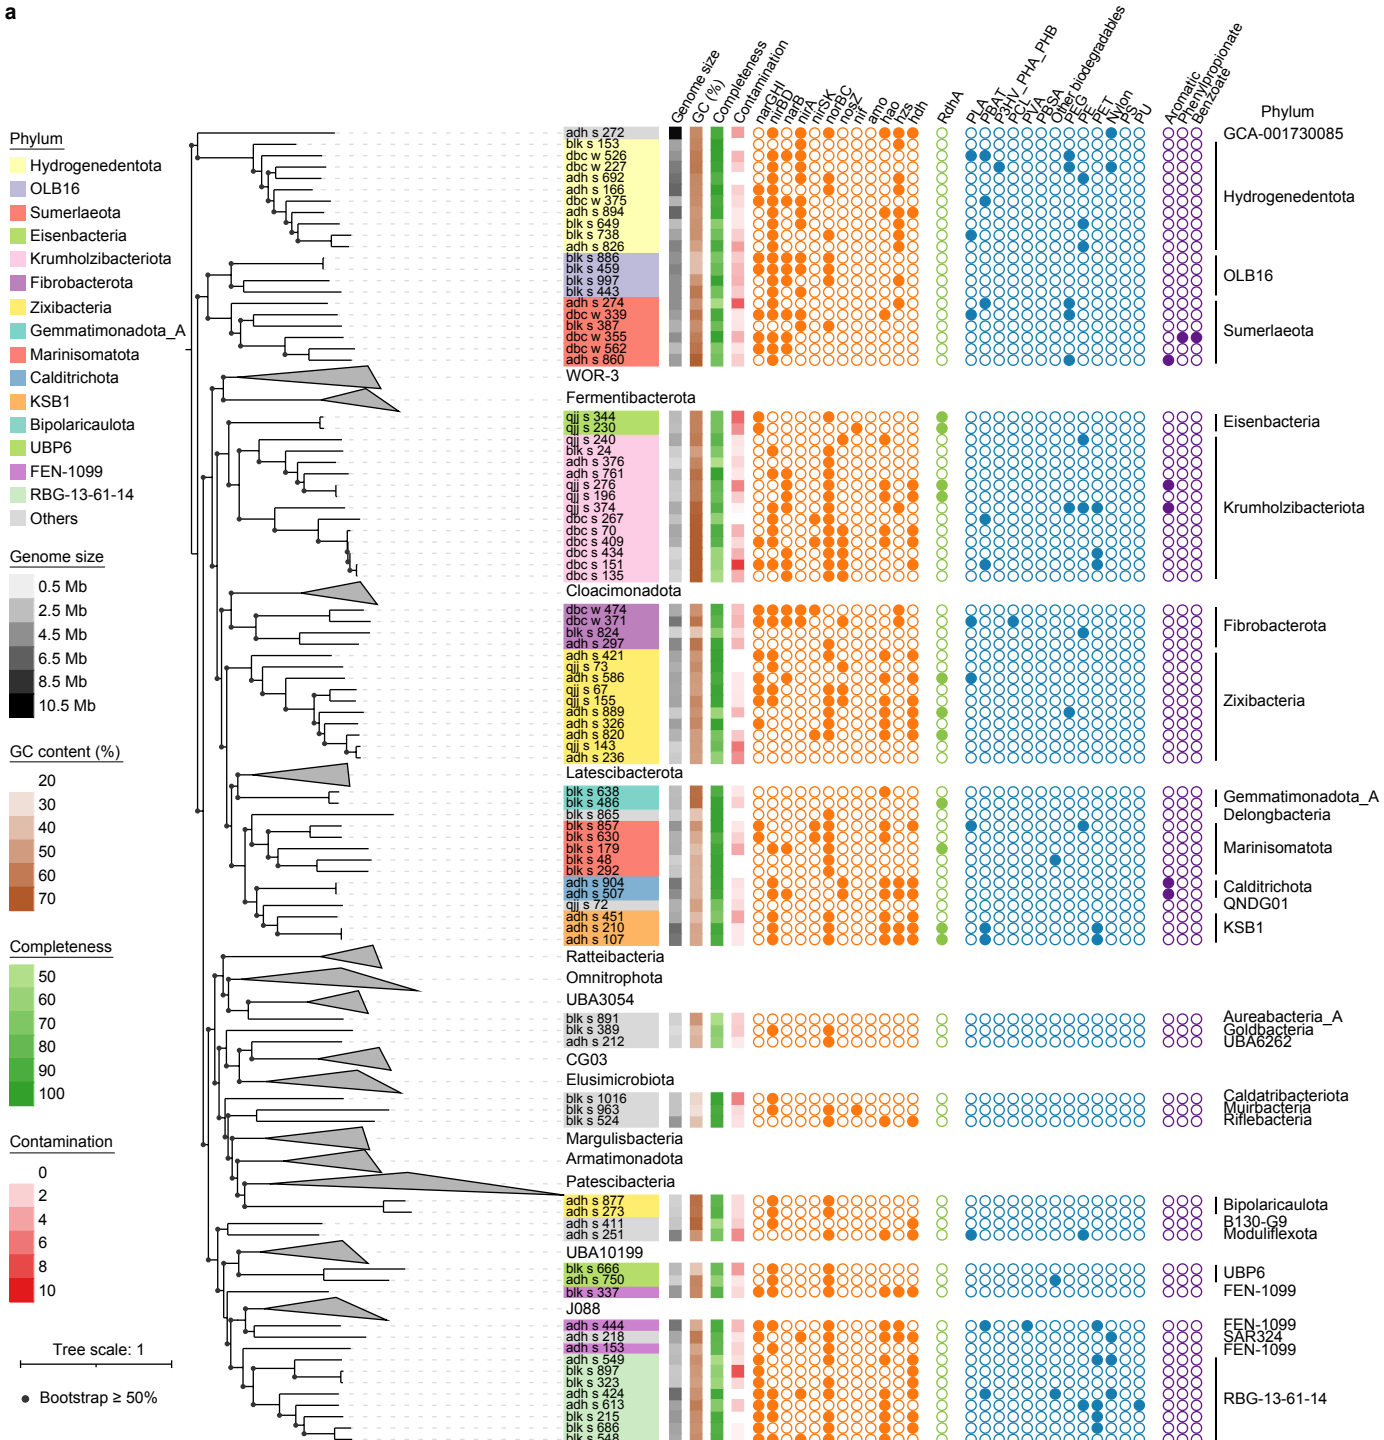 a
Genome size
GC (%)
Completeness
Contamination
narGHI
nirBD
narB
nirA
nirSK
norBC
nosZ
nif
amo
hao
hzs
hdh
RdhA
PLA
PBAT
P3HV_PHA_PHB
PCL
PVA
PBSA
Other biodegradables
PEG
PE
PET
Nylon
PS
PU
Aromatic
Phenylpropionate
Benzoate
Phylum
Phylum
Hydrogenedentota
OLB16
Sumerlaeota
Eisenbacteria
Krumholzibacteriota
Fibrobacterota
Zixibacteria
Gemmatimonadota_A
Marinisomatota
Calditrichota
KSB1
Bipolaricaulota
UBP6
FEN-1099
RBG-13-61-14
Others
Genome size
0.5 Mb
2.5 Mb
4.5 Mb
6.5 Mb
8.5 Mb
10.5 Mb
GC content (%)
20
30
40
50
60
70
Completeness
50
60
70
80
90
100
Contamination
0
2
4
6
8
10
Tree scale: 1
Bootstrap ≥ 50%
adh s 272
blk s 153
dbc w 526
dbc w 227
adh s 692
adh s 166
dbc w 375
adh s 894
blk s 649
blk s 738
adh s 826
blk s 886
blk s 459
blk s 997
blk s 443
adh s 274
dbc w 339
blk s 387
dbc w 355
dbc w 562
adh s 860
WOR-3
Fermentibacterota
qjj s 344
qjj s 230
qjj s 240
blk s 24
adh s 376
adh s 761
qjj s 276
qjj s 196
qjj s 374
dbc s 267
dbc s 70
dbc s 409
dbc s 434
dbc s 151
dbc s 135
Cloacimonadota
dbc w 474
dbc w 371
blk s 824
adh s 297
adh s 421
qjj s 73
adh s 586
qjj s 67
qjj s 155
adh s 889
adh s 326
adh s 820
qjj s 143
adh s 236
Latescibacterota
blk s 638
blk s 486
blk s 865
blk s 857
blk s 630
blk s 179
blk s 48
blk s 292
adh s 904
adh s 507
qjj s 72
adh s 451
adh s 210
adh s 107
Ratteibacteria
Omnitrophota
UBA3054
blk s 891
blk s 389
adh s 212
CG03
Elusimicrobiota
blk s 1016
blk s 963
blk s 524
Margulisbacteria
Armatimonadota
Patescibacteria
adh s 877
adh s 273
adh s 411
adh s 251
UBA10199
blk s 666
adh s 750
blk s 337
J088
adh s 444
adh s 218
adh s 153
adh s 549
blk s 897
blk s 323
adh s 424
adh s 613
blk s 215
blk s 686
blk s 548
GCA-001730085
Hydrogenedentota
OLB16
Sumerlaeota
Eisenbacteria
Krumholzibacteriota
Fibrobacterota
Zixibacteria
Gemmatimonadota_A
Delongbacteria
Marinisomatota
Calditrichota
QNDG01
KSB1
Aureabacteria_A
Goldbacteria
UBA6262
Caldatribacteriota
Muirbacteria
Riflebacteria
Bipolaricaulota
B130-G9
Moduliflexota
UBP6
FEN-1099
FEN-1099
SAR324
FEN-1099
RBG-13-61-14